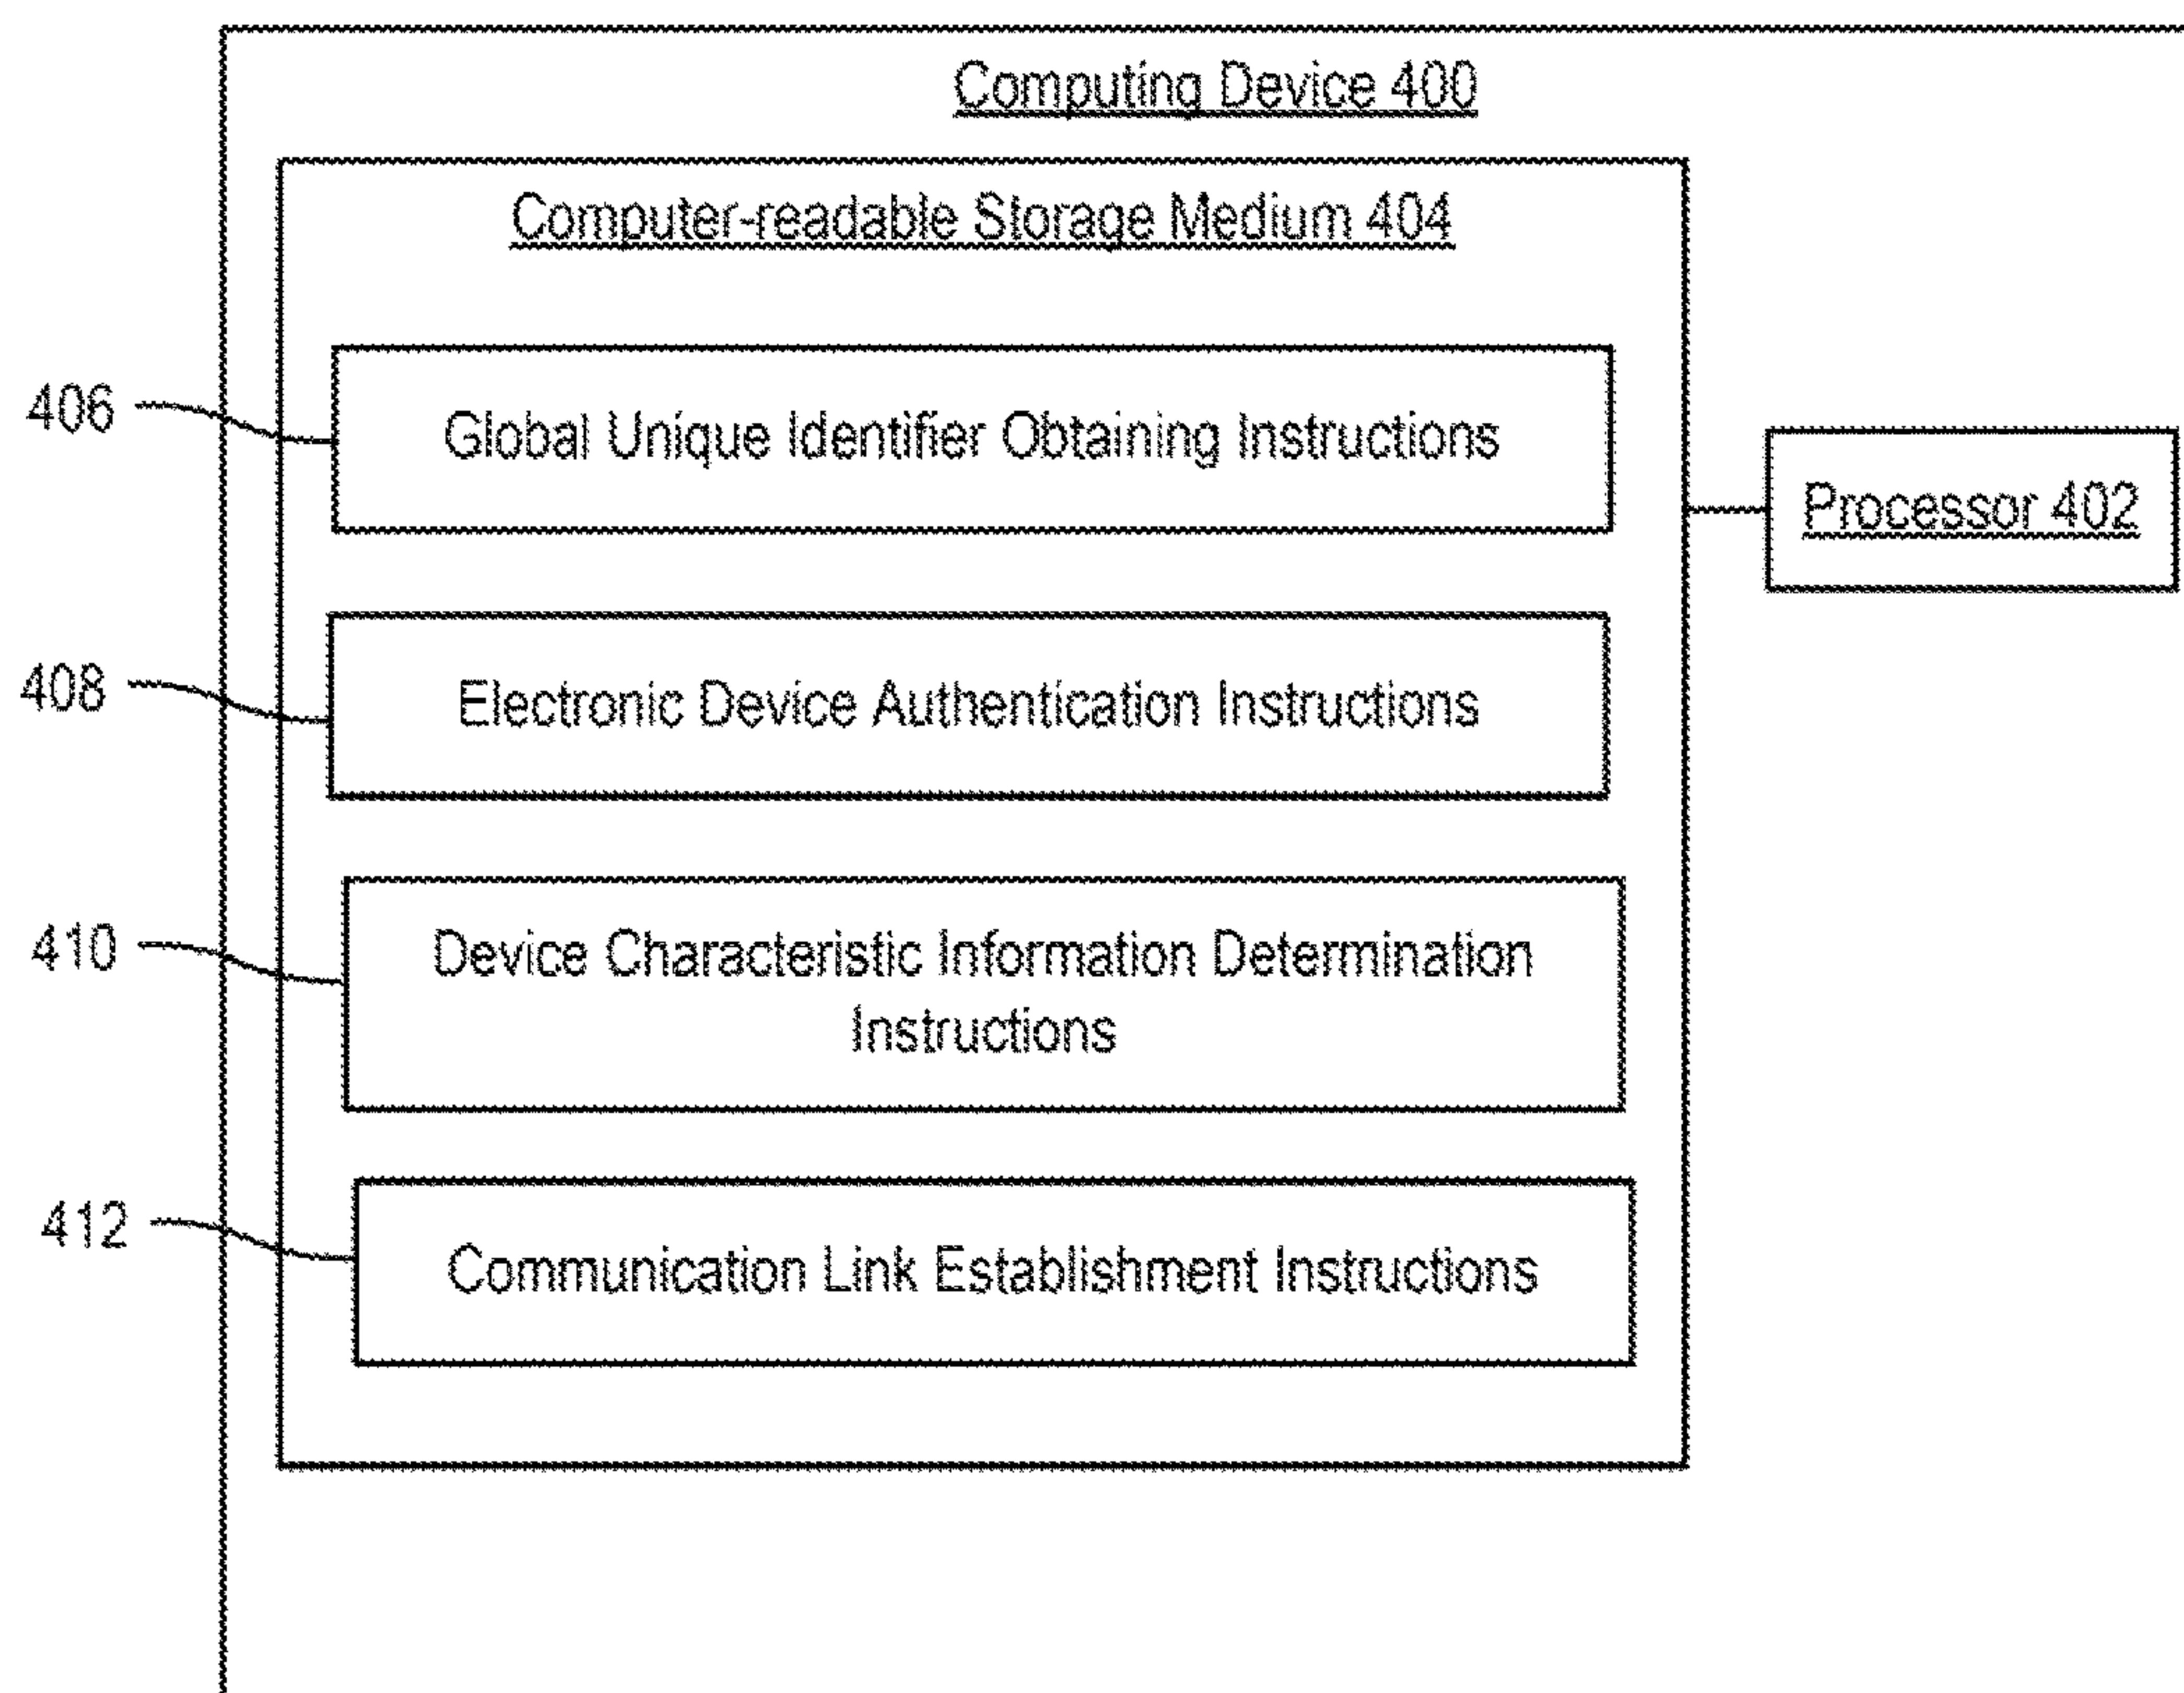 Computing Device 400
Computer-readable Storage Medium 404
406
Global Unique Identifier Obtaining Instructions
Processor 402
408
Electronic Device Authentication Instructions
410
Device Characteristic Information Determination
Instructions
412
Communication Link Establishment Instructions